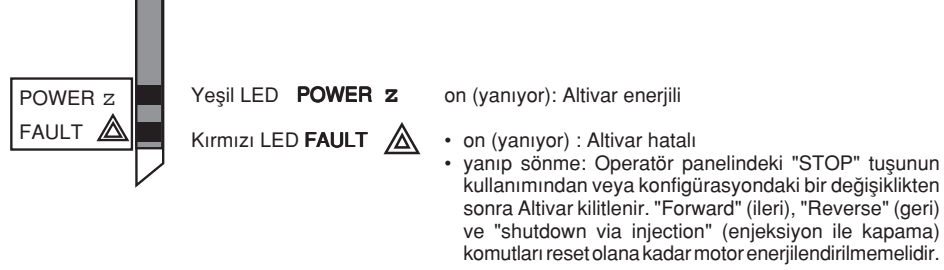 POWER z
FAULT
Yeşil LED POWER z on (yanıyor): Altivar enerjili
Kırmızı LED FAULT • on (yanıyor) : Altivar hatalı
• yanıp sönme: Operatör panelindeki "STOP" tuşunun
kullanımından veya konfigürasyondaki bir değişiklikten
sonra Altivar kilitlenir. "Forward" (ileri), "Reverse" (geri)
ve "shutdown via injection" (enjeksiyon ile kapama)
komutları reset olana kadar motor enerjilendirilmemelidir.